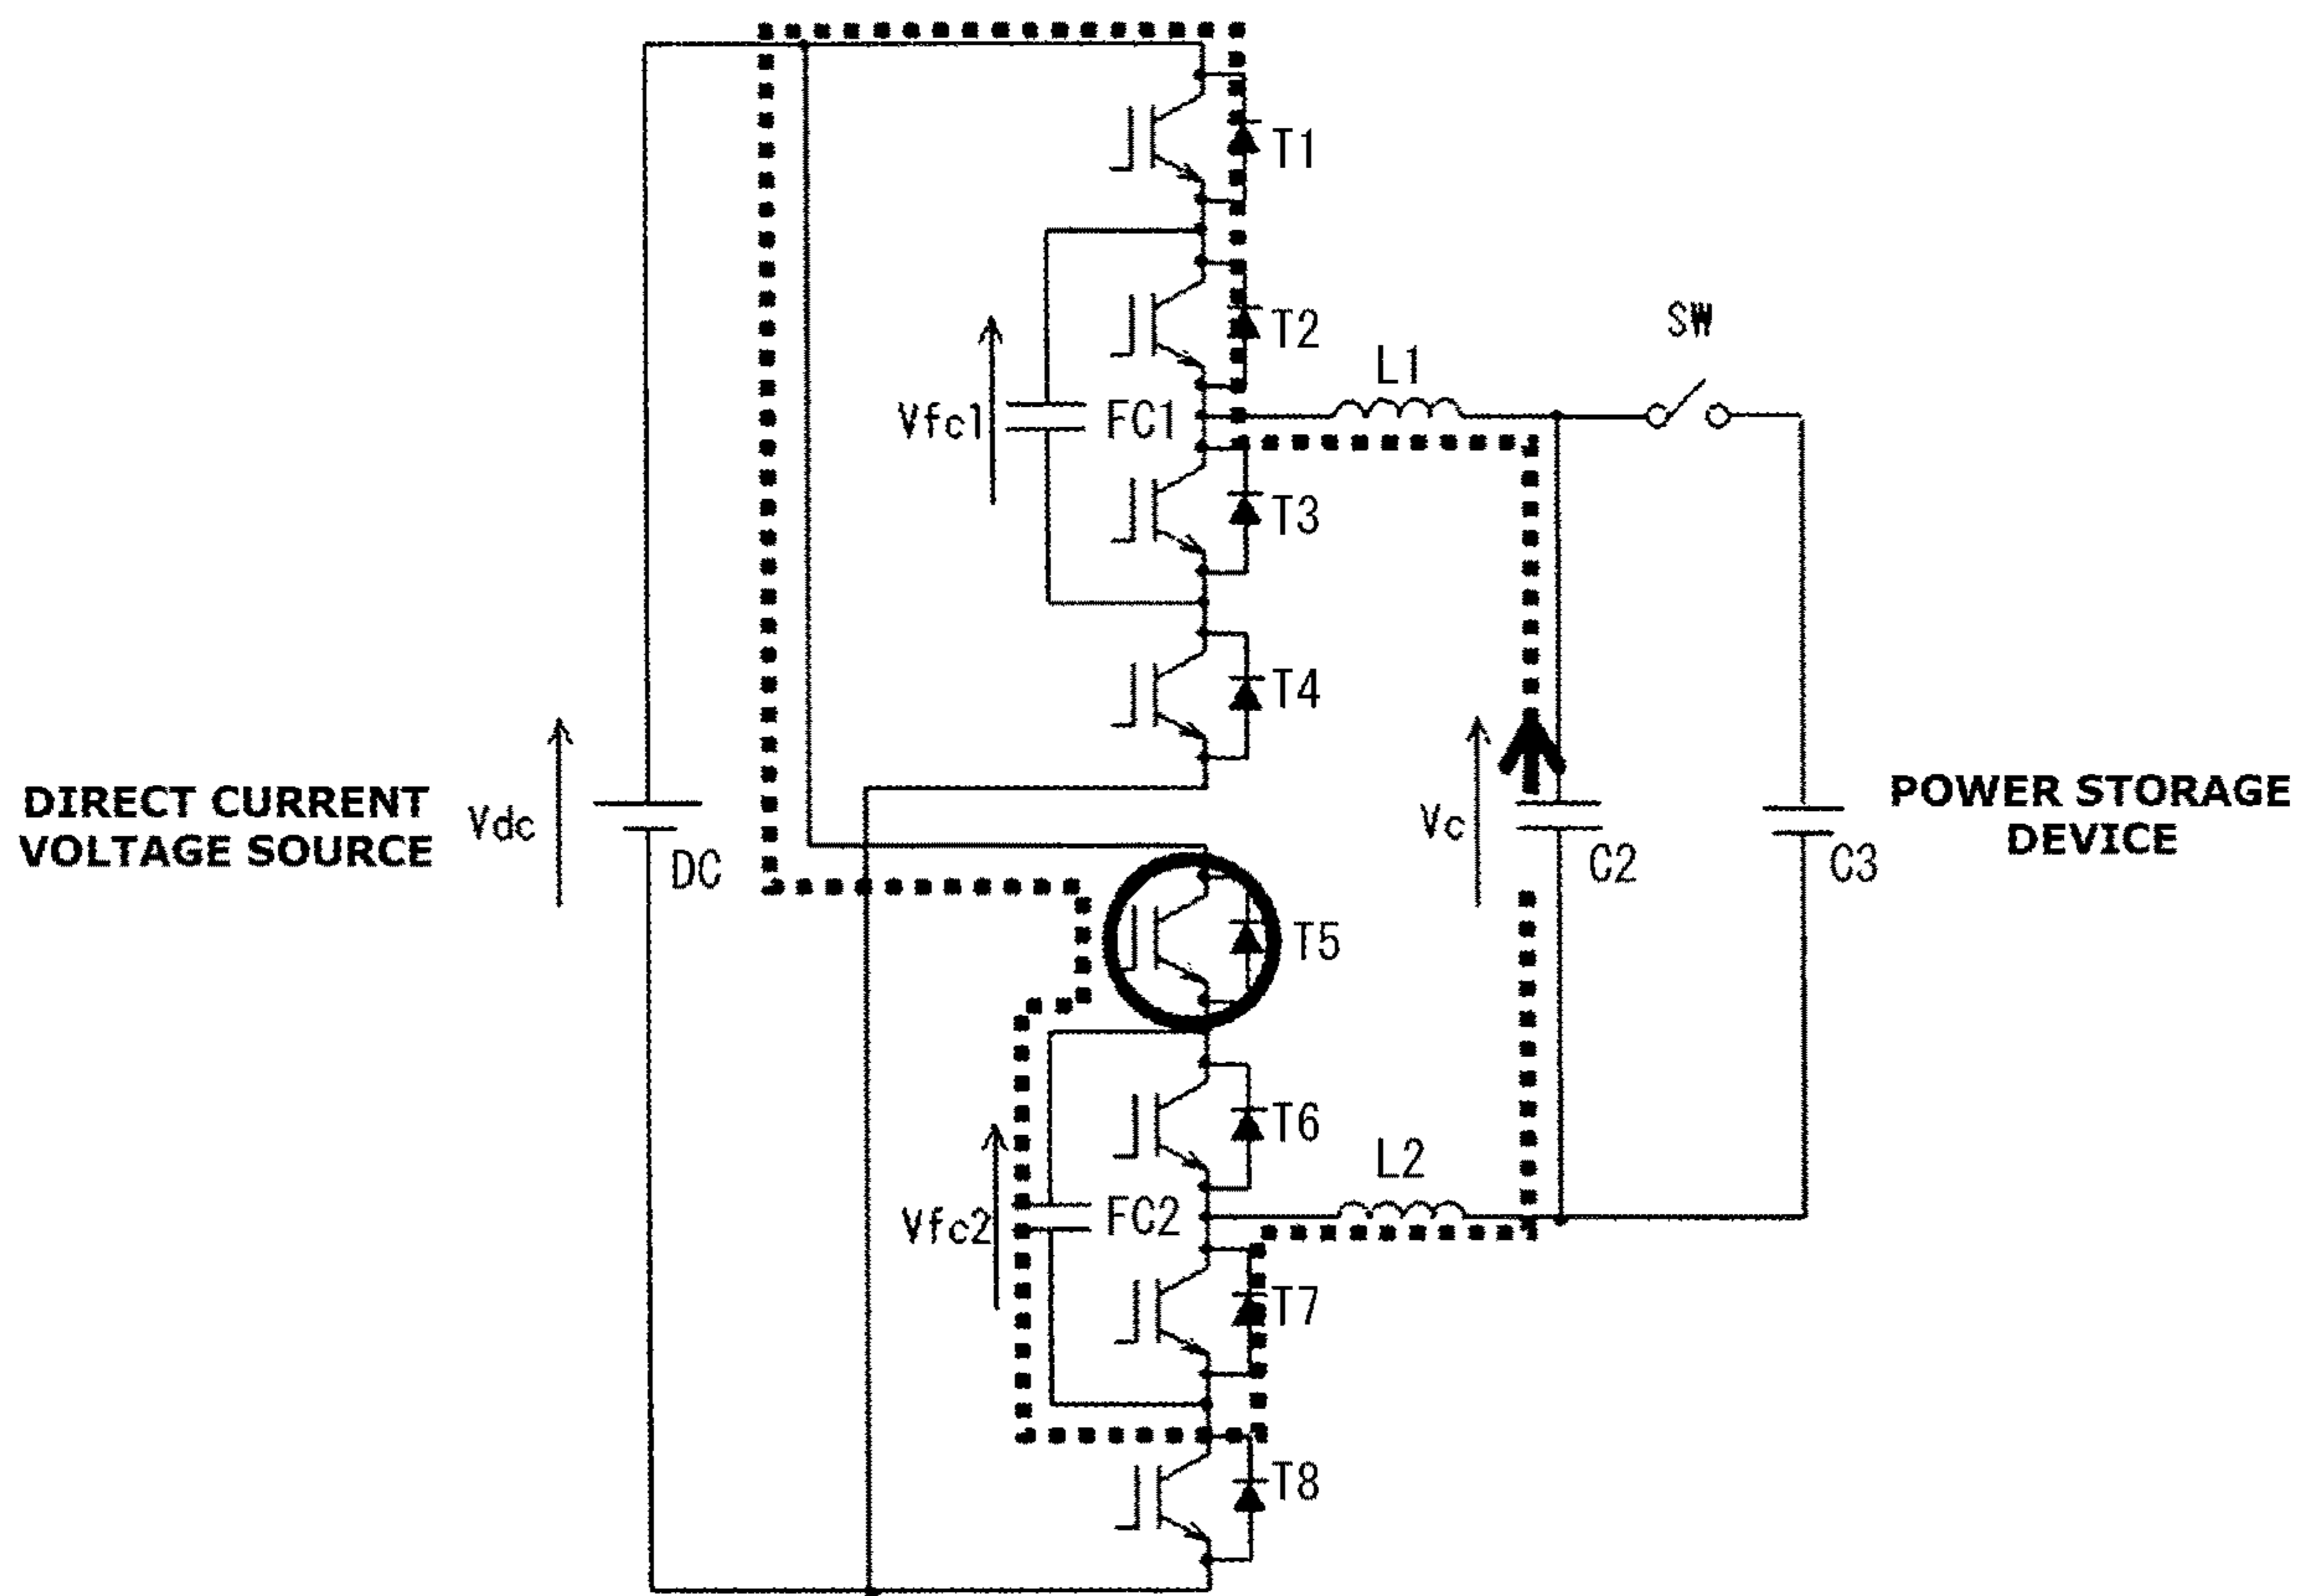 T1
SW
T2
L1
Vfc1
FC1
T3
T4
DIRECT CURRENT
VOLTAGE SOURCE
Vdc
DC
Vc
C2
C3
POWER STORAGE
DEVICE
T5
T6
L2
Vfc2
FC2
T7
T8